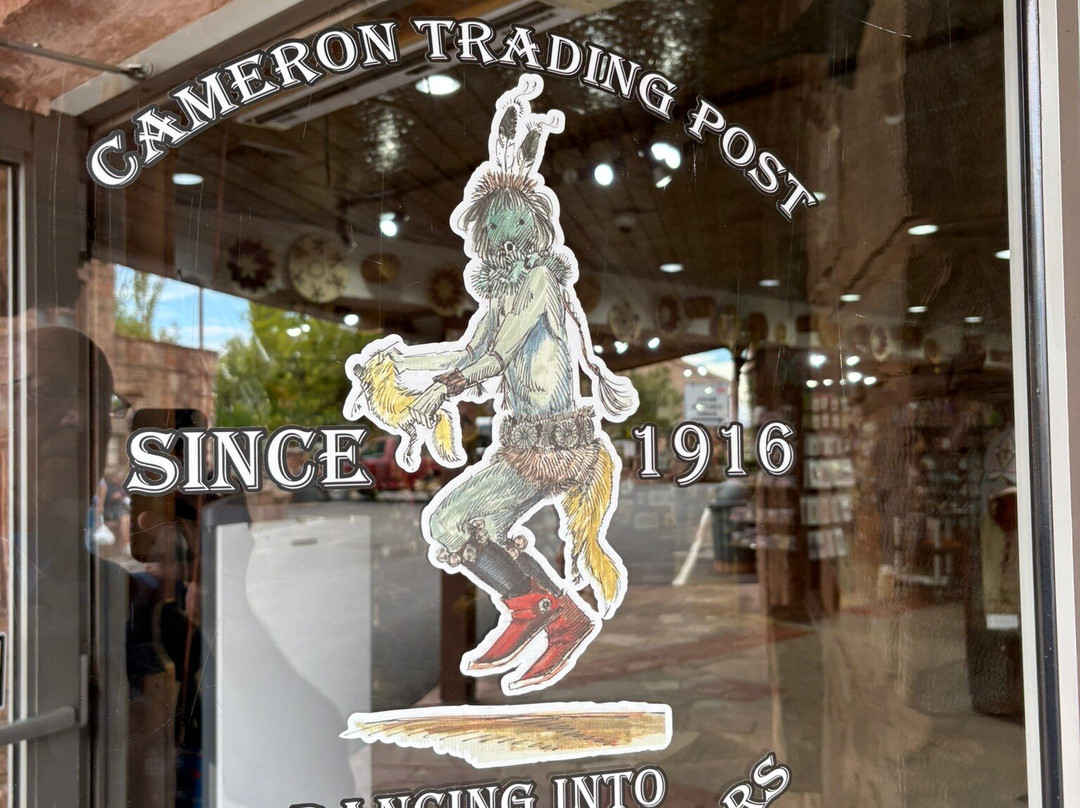 CAMERON TRADING POST
SINCE 1916
DANCING INTO